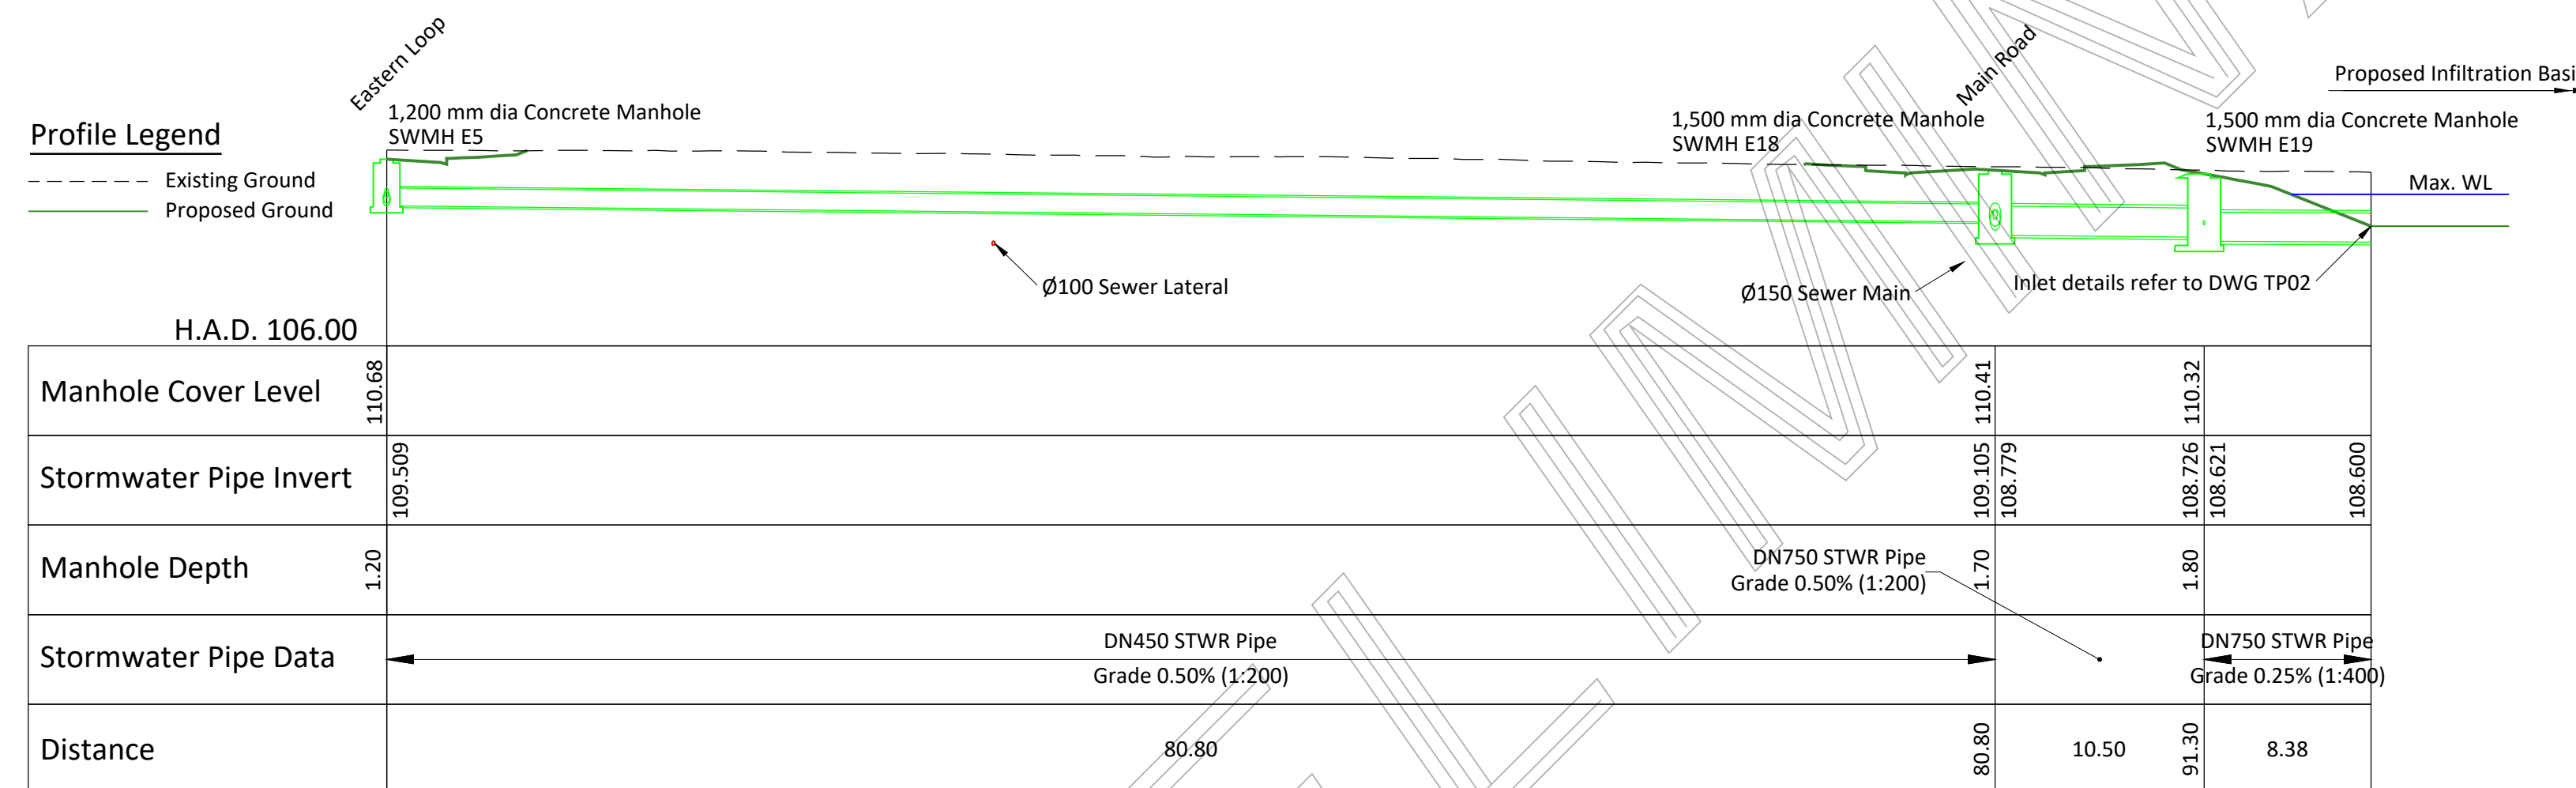 Eastern Loop
Main Road
Proposed Infiltration Basi
Profile Legend
Existing Ground
Proposed Ground
1,200 mm dia Concrete Manhole
SWMH E5
1,500 mm dia Concrete Manhole
SWMH E18
1,500 mm dia Concrete Manhole
SWMH E19
Max. WL
Ø100 Sewer Lateral
Ø150 Sewer Main
Inlet details refer to DWG TP02
H.A.D. 106.00
Manhole Cover Level
110.68
110.41
110.32
Stormwater Pipe Invert
109.509
109.105
108.779
108.726
108.621
108.600
Manhole Depth
1.20
DN750 STWR Pipe
Grade 0.50% (1:200)
1.70
1.80
Stormwater Pipe Data
DN450 STWR Pipe
Grade 0.50% (1:200)
DN750 STWR Pipe
Grade 0.25% (1:400)
Distance
80.80
80.80
10.50
91.30
8.38